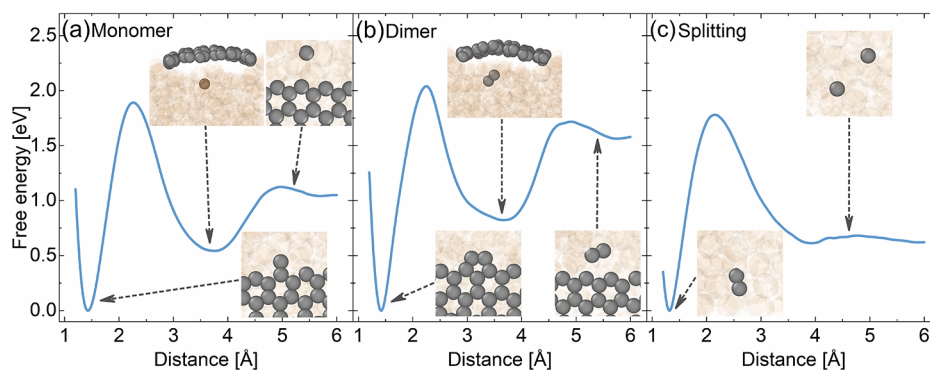 (a) Monomer
(b) Dimer
(c) Splitting
Free energy [eV]
2.5
2.0
1.5
1.0
0.5
0.0
1 2 3 4 5 6
1 2 3 4 5 6
1 2 3 4 5 6
Distance [Å]
Distance [Å]
Distance [Å]